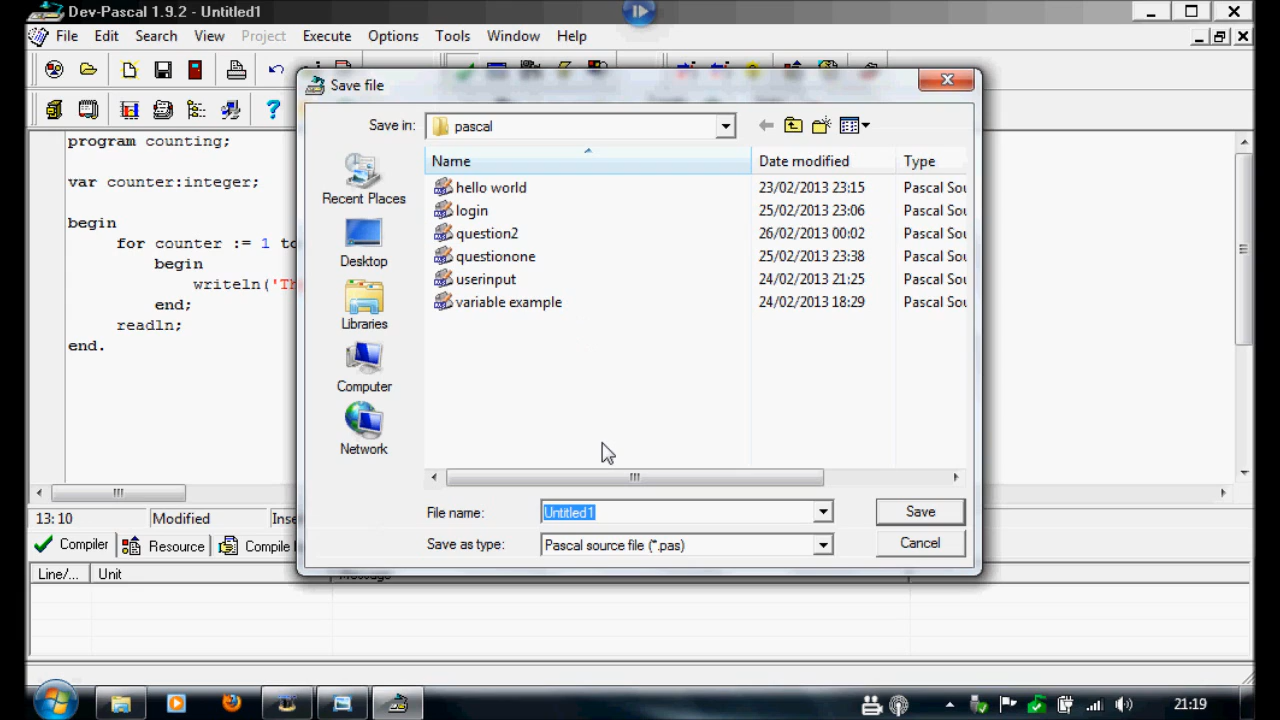 Dev-Pascal 1.9.2 - Untitled1
File Edit Search View Project Execute Options Tools Window Help
Save file
Save in: pascal
program counting;
var counter:integer;
begin
for counter := 1 to
begin
writeln('Th
end;
readln;
end.
Recent Places
Desktop
Libraries
Computer
Network
Name Date modified Type
hello world 23/02/2013 23:15 Pascal Sou
login 25/02/2013 23:06 Pascal Sou
question2 26/02/2013 00:02 Pascal Sou
questionone 25/02/2013 23:38 Pascal Sou
userinput 24/02/2013 21:25 Pascal Sou
variable example 24/02/2013 18:29 Pascal Sou
File name: Untitled1 Save
Save as type: Pascal source file (*.pas) Cancel
13:10 Modified Inse
Compiler Resource Compile
Line/... Unit Message
21:19